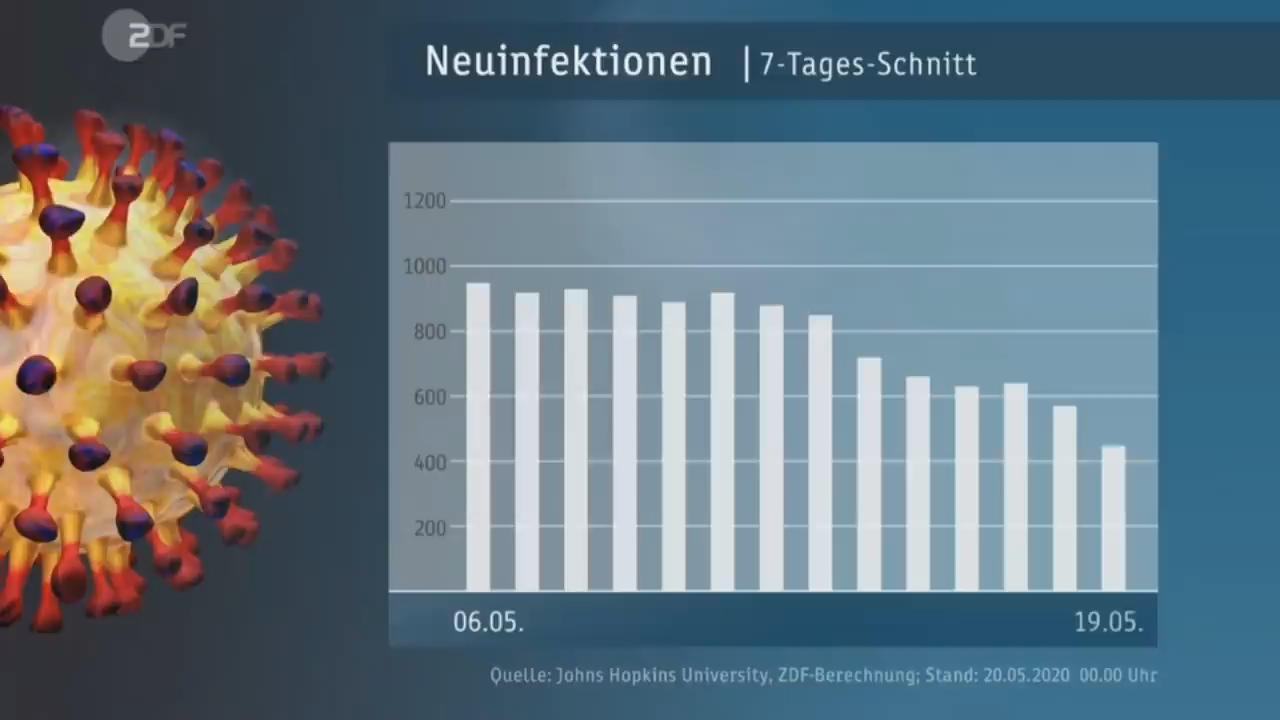 ZDF
Neuinfektionen | 7-Tages-Schnitt
1200
1000
800
600
400
200
06.05. 19.05.
Quelle: Johns Hopkins University, ZDF-Berechnung; Stand: 20.05.2020 00.00 Uhr